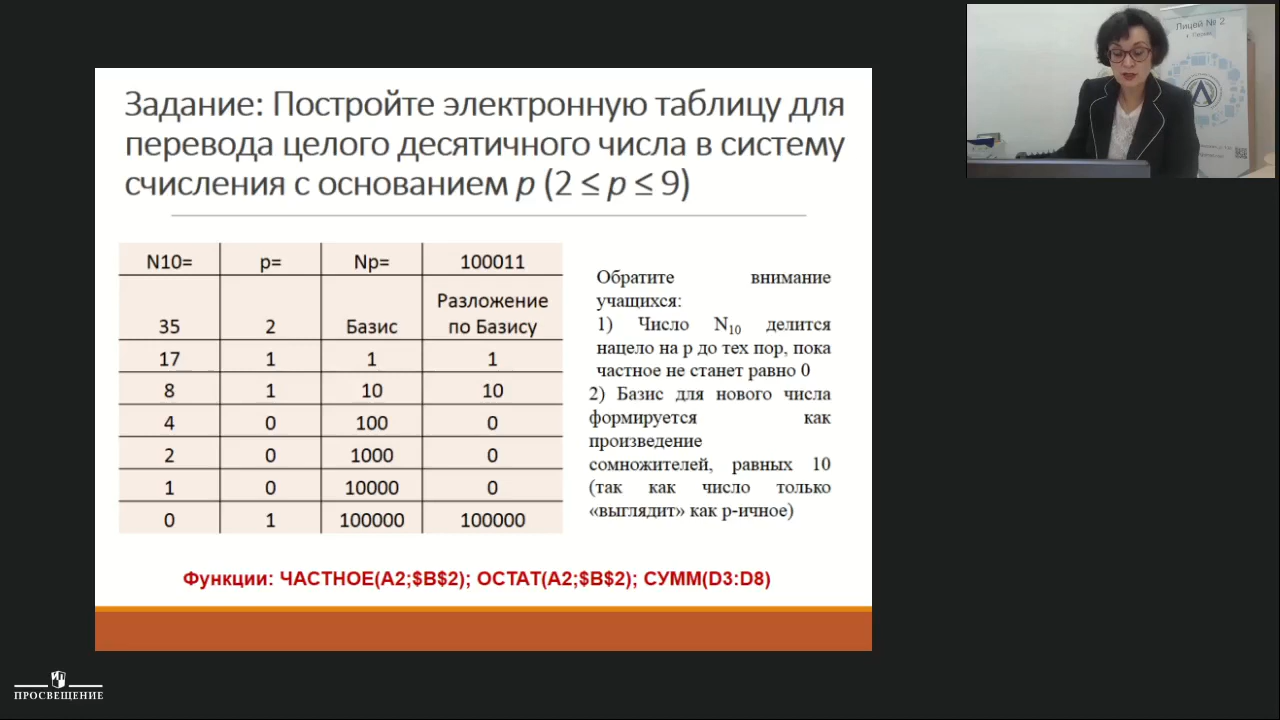 Лицей № 2
Задание: Постройте электронную таблицу для
перевода целого десятичного числа в систему
счисления с основанием p (2 ≤ p ≤ 9)
N10= p= Np= 100011
35 2 Базис Разложение по Базису
17 1 1 1
8 1 10 10
4 0 100 0
2 0 1000 0
1 0 10000 0
0 1 100000 100000
Обратите внимание
учащихся:
1) Число N10 делится
нацело на p до тех пор, пока
частное не станет равно 0
2) Базис для нового числа
формируется как
произведение
сомножителей, равных 10
(так как число только
«выглядит» как p-ичное)
Функции: ЧАСТНОЕ(A2;$B$2); ОСТАТ(A2;$B$2); СУММ(D3:D8)
ПРОСВЕЩЕНИЕ